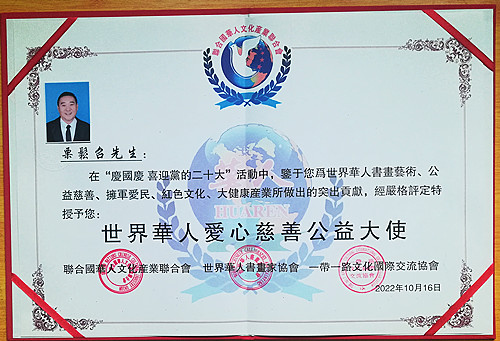 聯合國華人文化產業聯合會
栗鬆召先生：
在“慶國慶 喜迎黨的二十大”活動中，鑒于您爲世界華人書畫藝術、公
益慈善、擁軍愛民、紅色文化、大健康産業所做出的突出貢獻，經嚴格評定特
授予您：
HUAREN
世界華人愛心慈善公益大使
聯合國華人文化産業聯合會 世界華人書畫家協會 一帶一路文化國際交流協會
2022年10月16日